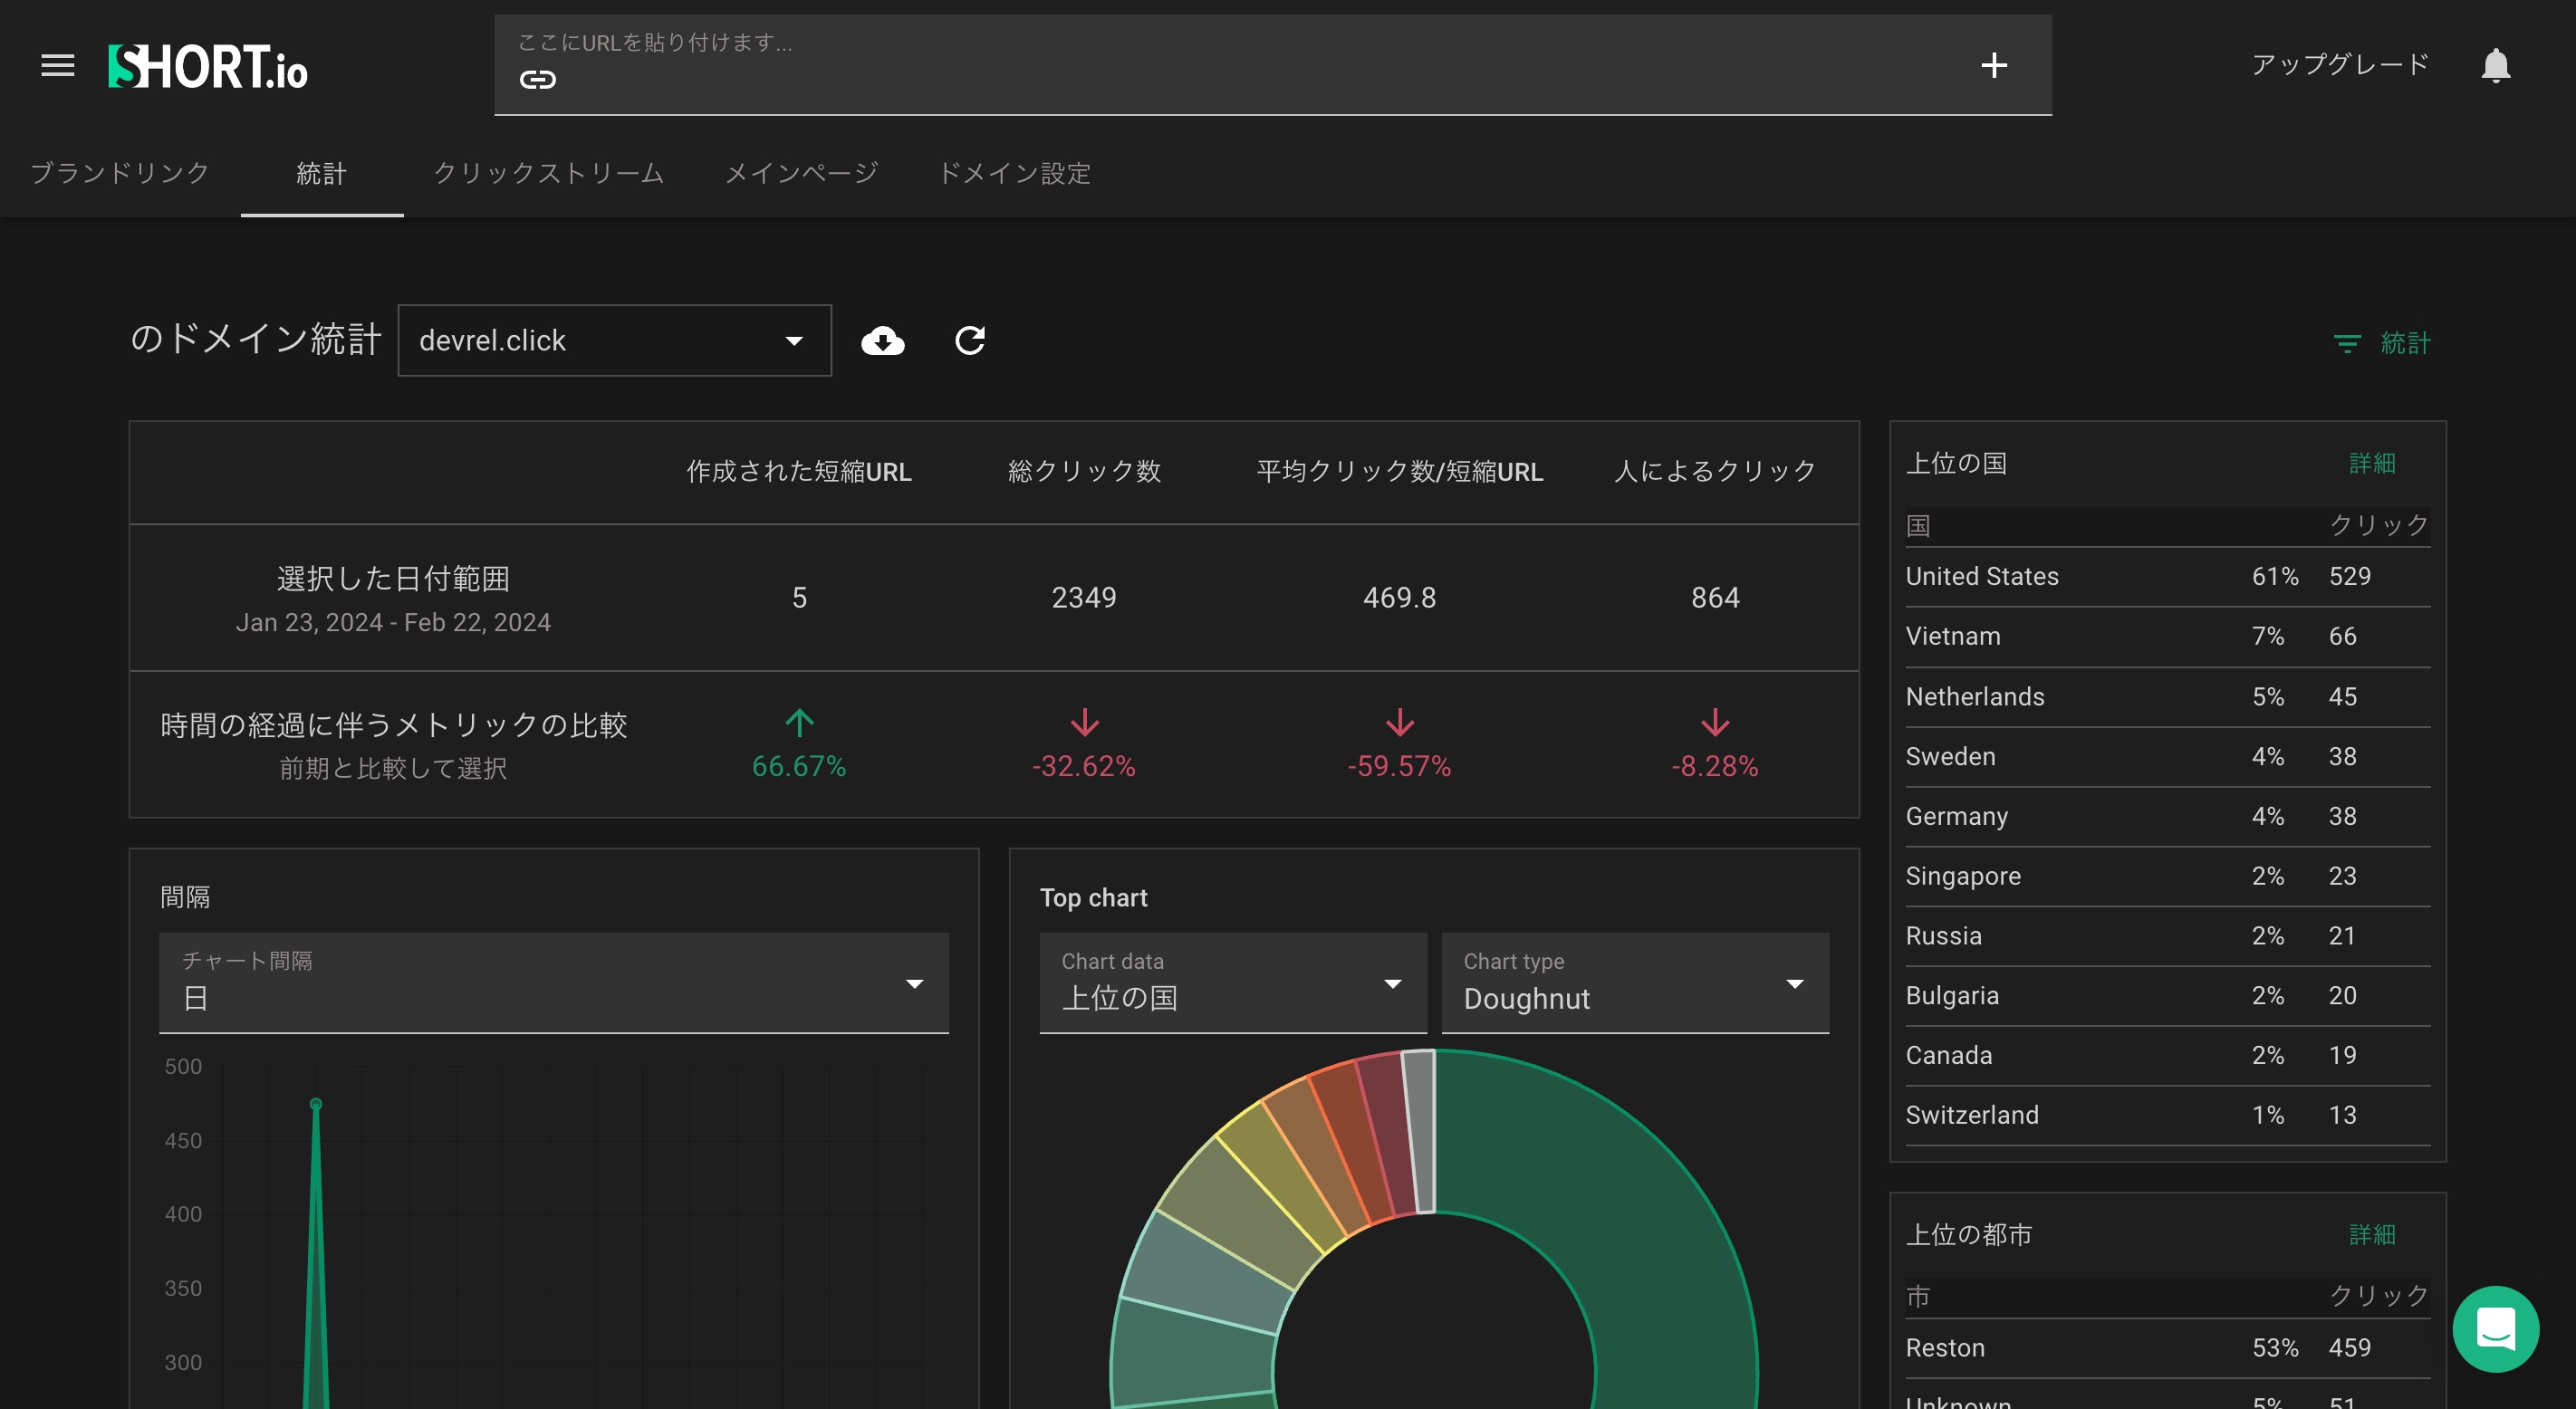 SHORT.io
ここにURLを貼り付けます...
アップグレード
ブランドリンク
統計
クリックストリーム
メインページ
ドメイン設定
のドメイン統計
devrel.click
統計
作成された短縮URL
総クリック数
平均クリック数/短縮URL
人によるクリック
選択した日付範囲
Jan 23, 2024 - Feb 22, 2024
5
2349
469.8
864
時間の経過に伴うメトリックの比較
前期と比較して選択
66.67%
-32.62%
-59.57%
-8.28%
間隔
チャート間隔
日
500
450
400
350
300
Top chart
Chart data
上位の国
Chart type
Doughnut
上位の国 詳細
国 クリック
United States 61% 529
Vietnam 7% 66
Netherlands 5% 45
Sweden 4% 38
Germany 4% 38
Singapore 2% 23
Russia 2% 21
Bulgaria 2% 20
Canada 2% 19
Switzerland 1% 13
上位の都市 詳細
市 クリック
Reston 53% 459
Unknown 5% 51